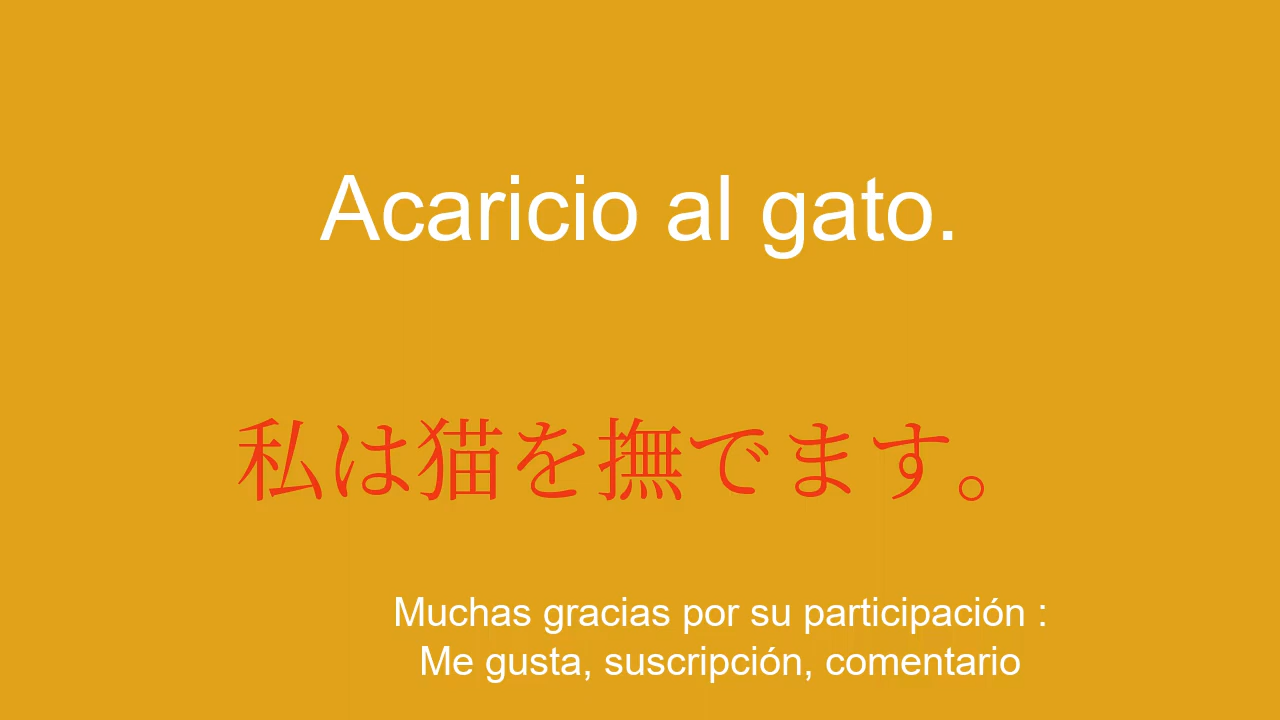 Acaricio al gato.
私は猫を撫でます。
Muchas gracias por su participación :
Me gusta, suscripción, comentario